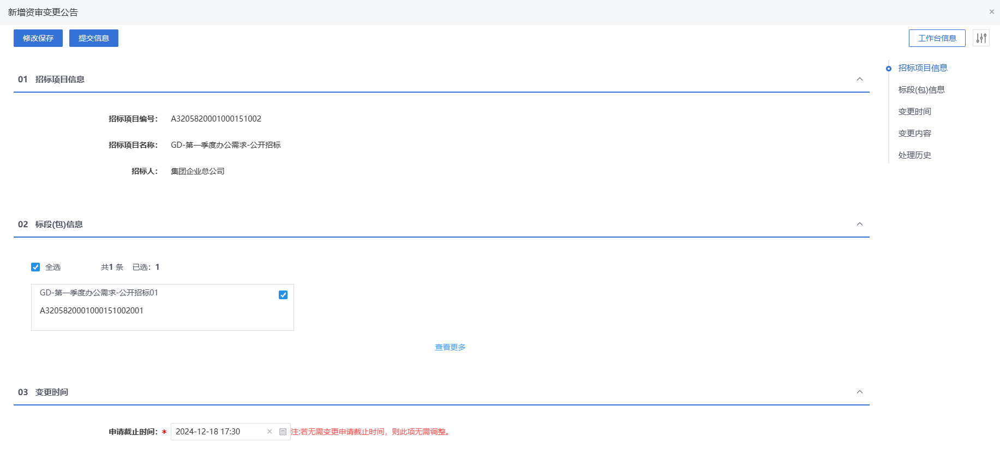 新增资审变更公告
修改保存 提交信息 工作台信息
招标项目信息
标段(包)信息
变更时间
变更内容
处理历史
01 招标项目信息
招标项目编号： A3205820001000151002
招标项目名称： GD-第一季度办公需求-公开招标
招标人： 集团企业总公司
02 标段(包)信息
全选 共1 条 已选：1
GD-第一季度办公需求-公开招标01
A3205820001000151002001
查看更多
03 变更时间
申请截止时间：* 2024-12-18 17:30 注:若无需变更申请截止时间，则此项无需调整。